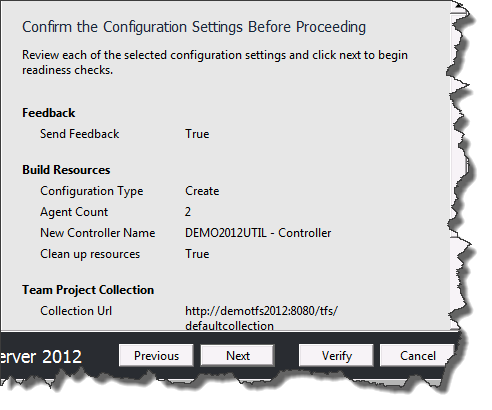 Confirm the Configuration Settings Before Proceeding
Review each of the selected configuration settings and click next to begin
readiness checks.
Feedback
Send Feedback True
Build Resources
Configuration Type Create
Agent Count 2
New Controller Name DEMO2012UTIL - Controller
Clean up resources True
Team Project Collection
Collection Url http://demotfs2012:8080/tfs/
defaultcollection
erver 2012 Previous Next Verify Cancel